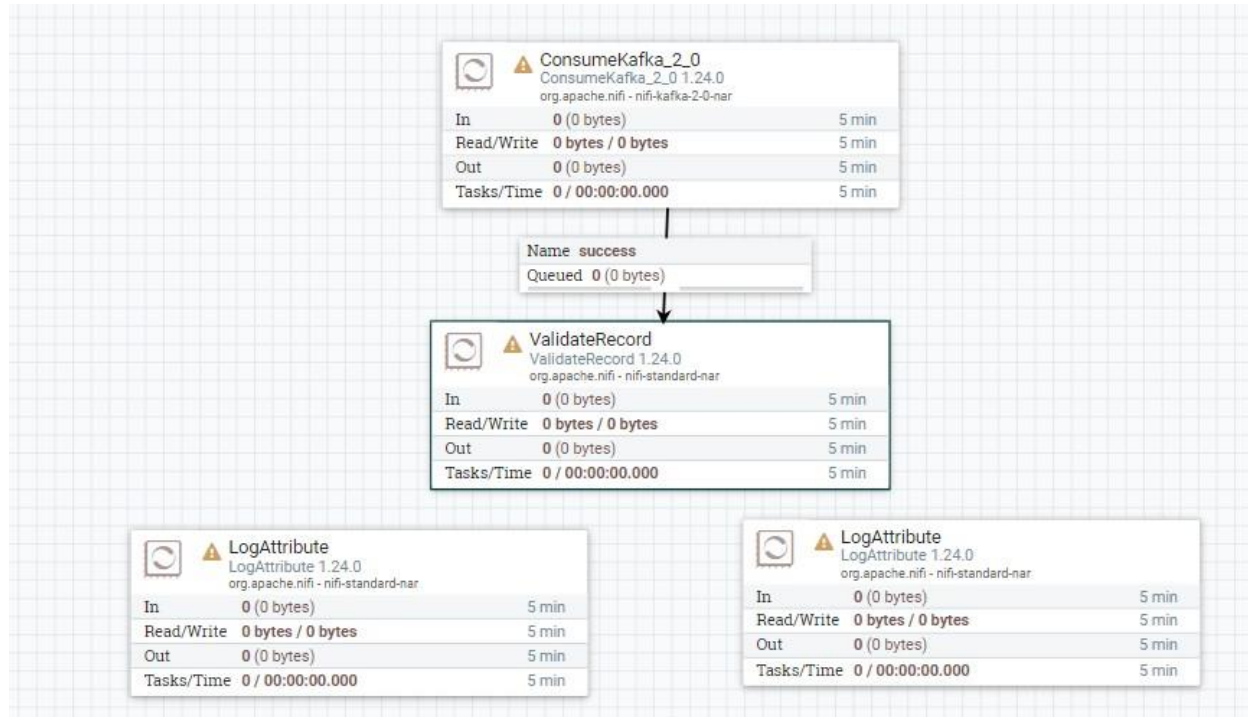 ConsumeKafka_2_0
ConsumeKafka_2_0 1.24.0
org.apache.nifi - nifi-kafka-2-0-nar
In 0 (0 bytes) 5 min
Read/Write 0 bytes / 0 bytes 5 min
Out 0 (0 bytes) 5 min
Tasks/Time 0 / 00:00:00.000 5 min
Name success
Queued 0 (0 bytes)
ValidateRecord
ValidateRecord 1.24.0
org.apache.nifi - nifi-standard-nar
In 0 (0 bytes) 5 min
Read/Write 0 bytes / 0 bytes 5 min
Out 0 (0 bytes) 5 min
Tasks/Time 0 / 00:00:00.000 5 min
LogAttribute
LogAttribute 1.24.0
org.apache.nifi - nifi-standard-nar
In 0 (0 bytes) 5 min
Read/Write 0 bytes / 0 bytes 5 min
Out 0 (0 bytes) 5 min
Tasks/Time 0 / 00:00:00.000 5 min
LogAttribute
LogAttribute 1.24.0
org.apache.nifi - nifi-standard-nar
In 0 (0 bytes) 5 min
Read/Write 0 bytes / 0 bytes 5 min
Out 0 (0 bytes) 5 min
Tasks/Time 0 / 00:00:00.000 5 min